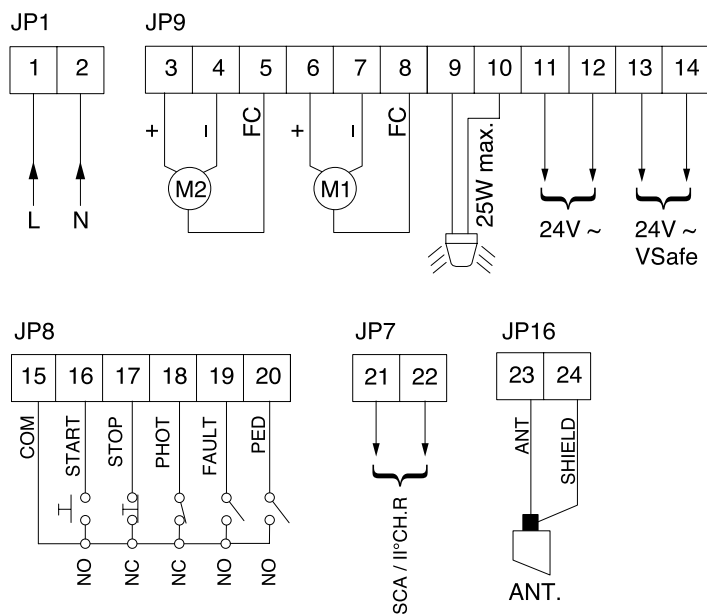 JP1
1 2
L N
JP9
3 4 5 6 7 8 9 10 11 12 13 14
+ – FC + – FC 25W max.
M2 M1
24V ~
24V ~
VSafe
JP8
15 16 17 18 19 20
COM START STOP PHOT FAULT PED
NO NC NC NO NO
JP7
21 22
SCA / II°CH.R
JP16
23 24
ANT SHIELD
ANT.